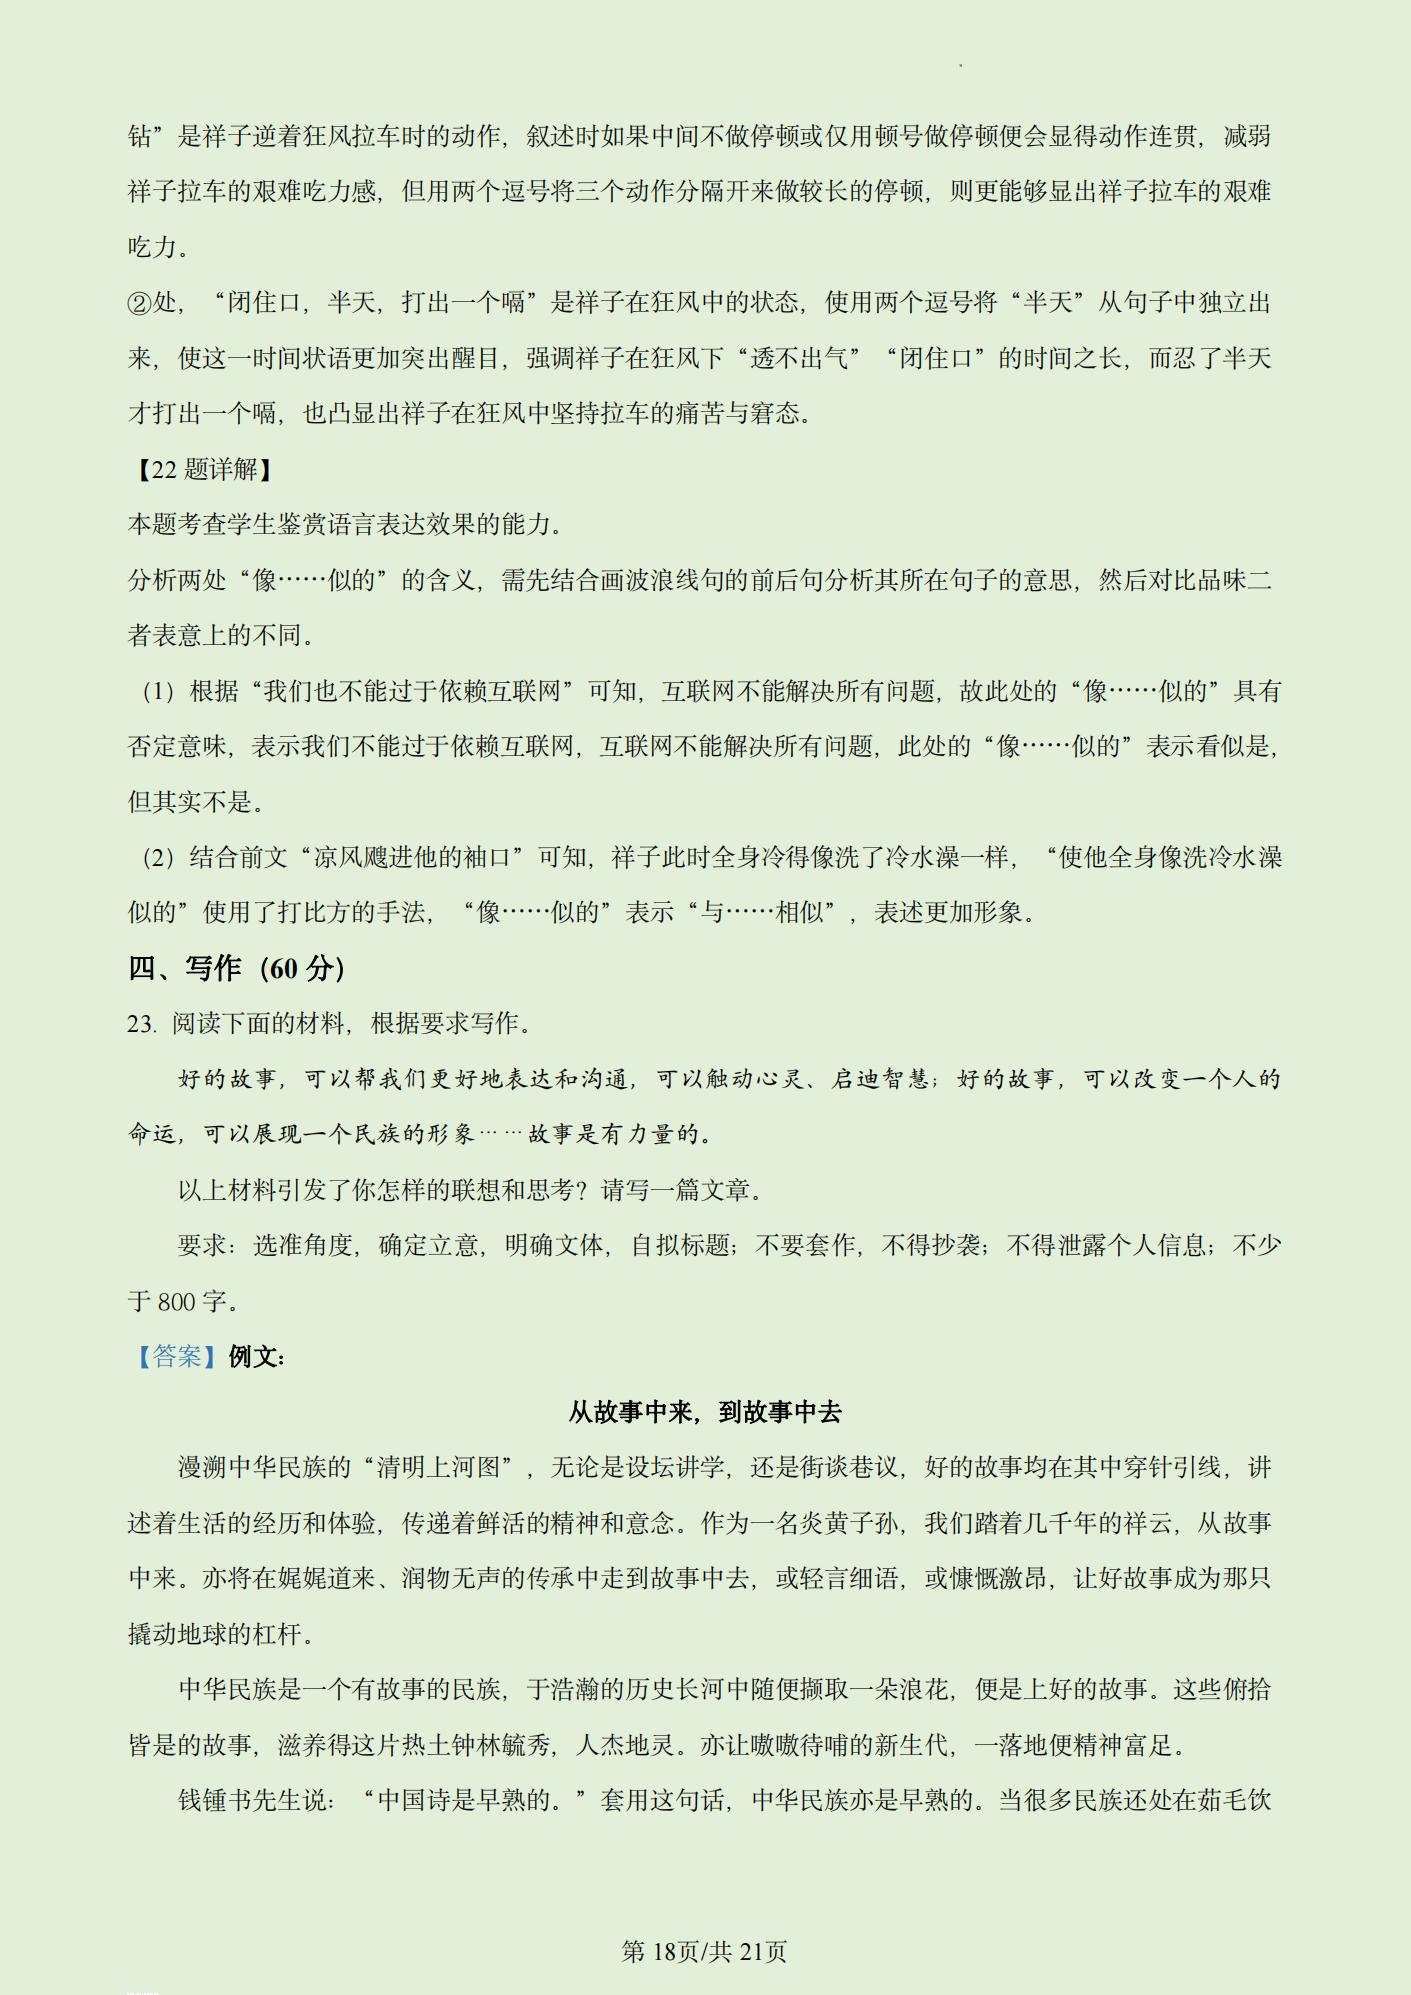 钻”是祥子逆着狂风拉车时的动作，叙述时如果中间不做停顿或仅用顿号做停顿便会显得动作连贯，减弱
祥子拉车的艰难吃力感，但用两个逗号将三个动作分隔开来做较长的停顿，则更能够显出祥子拉车的艰难
吃力。
②处，“闭住口，半天，打出一个嗝”是祥子在狂风中的状态，使用两个逗号将“半天”从句子中独立出
来，使这一时间状语更加突出醒目，强调祥子在狂风下“透不出气”“闭住口”的时间之长，而忍了半天
才打出一个嗝，也凸显出祥子在狂风中坚持拉车的痛苦与窘态。
【22 题详解】
本题考查学生鉴赏语言表达效果的能力。
分析两处“像……似的”的含义，需先结合画波浪线句的前后句分析其所在句子的意思，然后对比品味二
者表意上的不同。
（1）根据“我们也不能过于依赖互联网”可知，互联网不能解决所有问题，故此处的“像……似的”具有
否定意味，表示我们不能过于依赖互联网，互联网不能解决所有问题，此处的“像……似的”表示看似是，
但其实不是。
（2）结合前文“凉风飕进他的袖口”可知，祥子此时全身冷得像洗了冷水澡一样，“使他全身像洗冷水澡
似的”使用了打比方的手法，“像……似的”表示“与……相似”，表述更加形象。
四、写作（60 分）
23. 阅读下面的材料，根据要求写作。
好的故事，可以帮我们更好地表达和沟通，可以触动心灵、启迪智慧；好的故事，可以改变一个人的
命运，可以展现一个民族的形象……故事是有力量的。
以上材料引发了你怎样的联想和思考？请写一篇文章。
要求：选准角度，确定立意，明确文体，自拟标题；不要套作，不得抄袭；不得泄露个人信息；不少
于 800 字。
【答案】例文：
从故事中来，到故事中去
漫溯中华民族的“清明上河图”，无论是设坛讲学，还是街谈巷议，好的故事均在其中穿针引线，讲
述着生活的经历和体验，传递着鲜活的精神和意念。作为一名炎黄子孙，我们踏着几千年的祥云，从故事
中来。亦将在娓娓道来、润物无声的传承中走到故事中去，或轻言细语，或慷慨激昂，让好故事成为那只
撬动地球的杠杆。
中华民族是一个有故事的民族，于浩瀚的历史长河中随便撷取一朵浪花，便是上好的故事。这些俯拾
皆是的故事，滋养得这片热土钟林毓秀，人杰地灵。亦让嗷嗷待哺的新生代，一落地便精神富足。
钱锺书先生说：“中国诗是早熟的。”套用这句话，中华民族亦是早熟的。当很多民族还处在茹毛饮
第 18页/共 21页